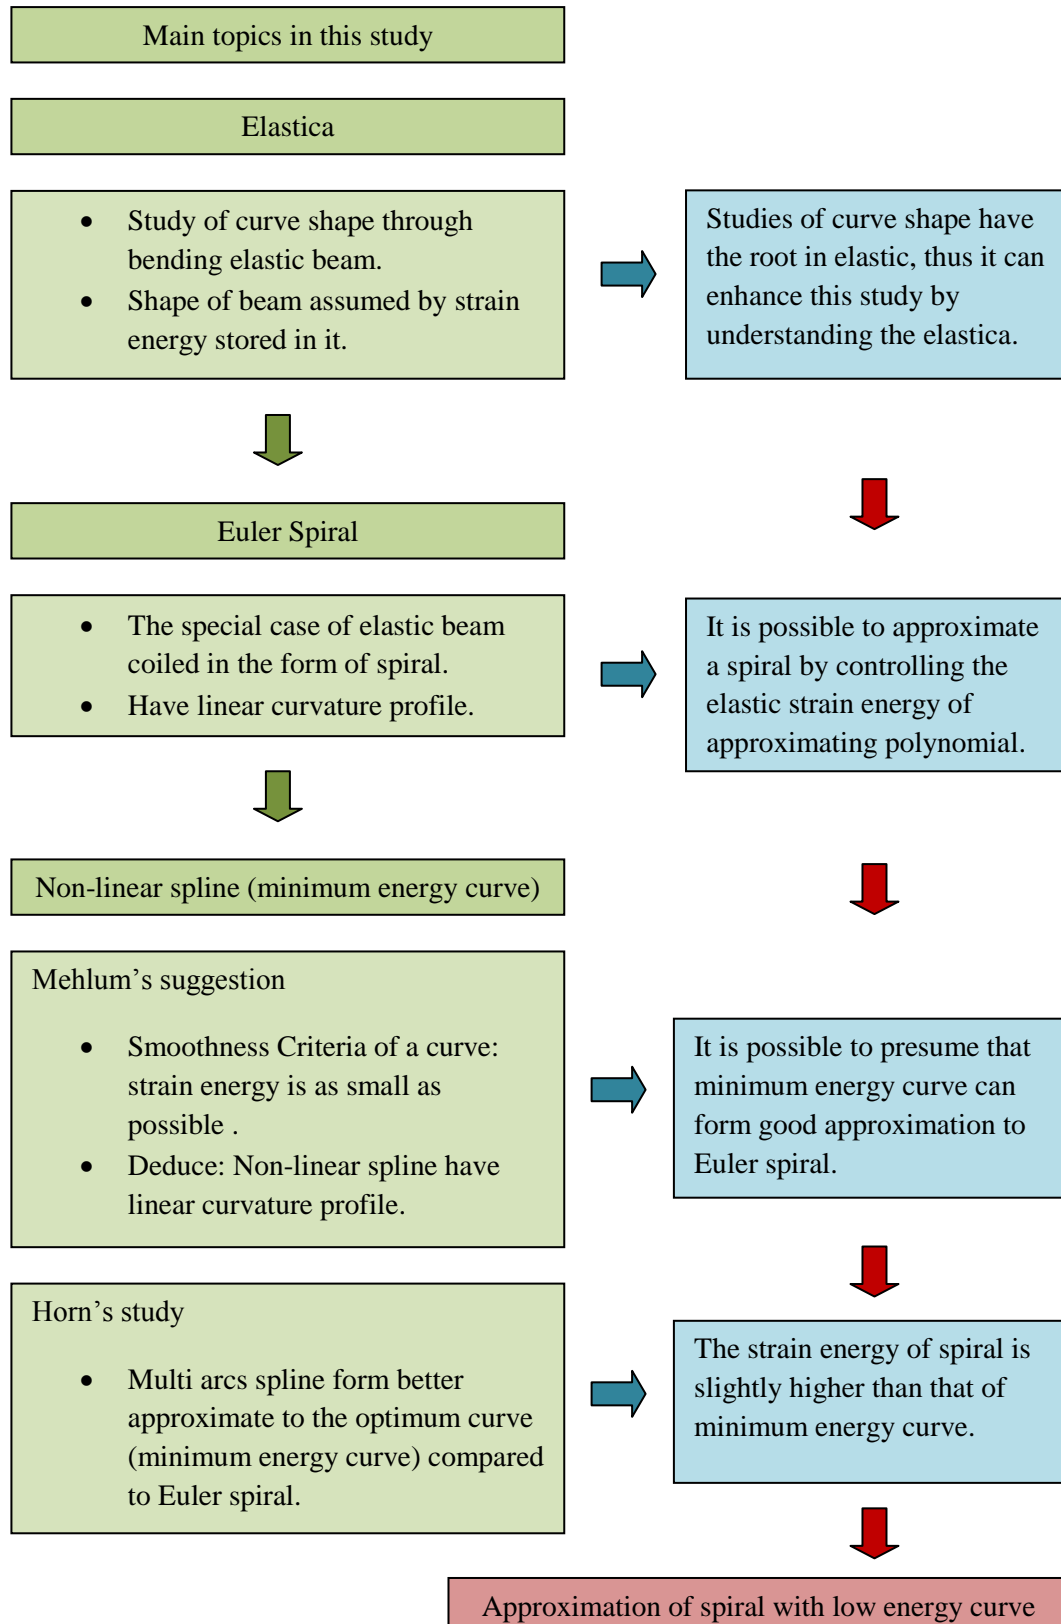 Main topics in this study
Elastica
• Study of curve shape through
bending elastic beam.
• Shape of beam assumed by strain
energy stored in it.
Studies of curve shape have
the root in elastic, thus it can
enhance this study by
understanding the elastica.
Euler Spiral
• The special case of elastic beam
coiled in the form of spiral.
• Have linear curvature profile.
It is possible to approximate
a spiral by controlling the
elastic strain energy of
approximating polynomial.
Non-linear spline (minimum energy curve)
Mehlum’s suggestion
• Smoothness Criteria of a curve:
strain energy is as small as
possible .
• Deduce: Non-linear spline have
linear curvature profile.
It is possible to presume that
minimum energy curve can
form good approximation to
Euler spiral.
Horn’s study
• Multi arcs spline form better
approximate to the optimum curve
(minimum energy curve) compared
to Euler spiral.
The strain energy of spiral is
slightly higher than that of
minimum energy curve.
Approximation of spiral with low energy curve